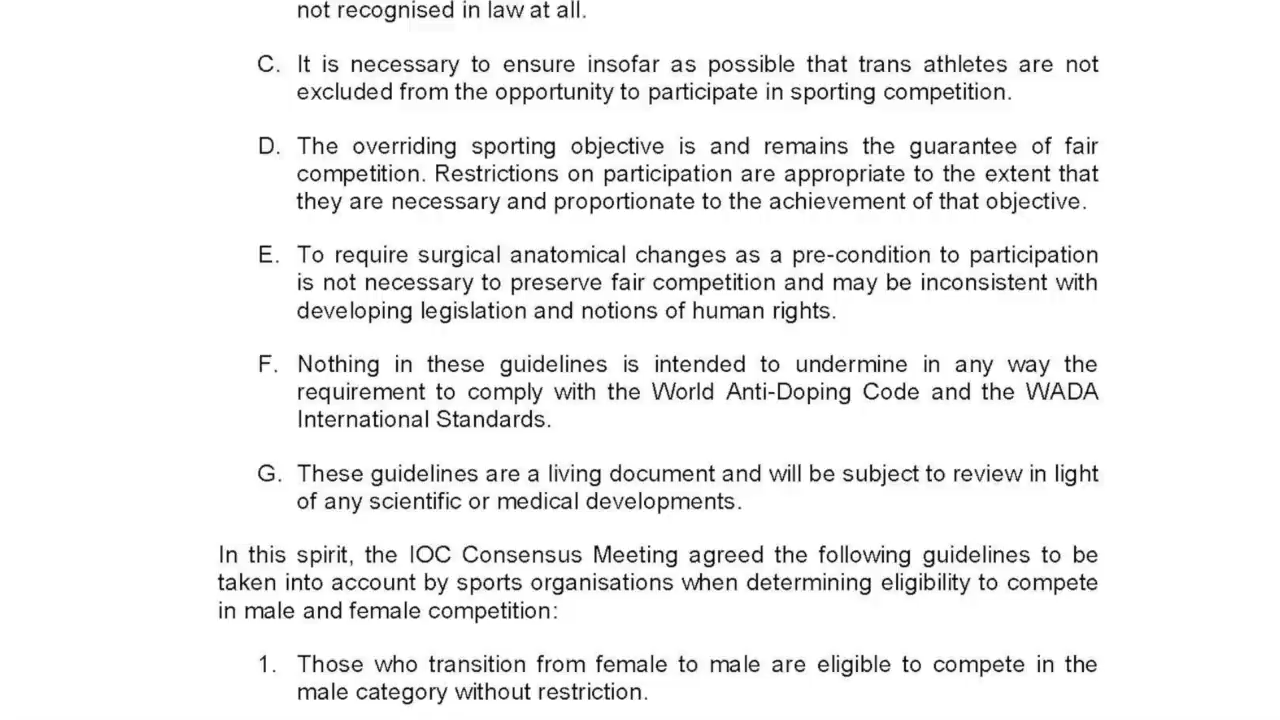 not recognised in law at all.
C. It is necessary to ensure insofar as possible that trans athletes are not
excluded from the opportunity to participate in sporting competition.
D. The overriding sporting objective is and remains the guarantee of fair
competition. Restrictions on participation are appropriate to the extent that
they are necessary and proportionate to the achievement of that objective.
E. To require surgical anatomical changes as a pre-condition to participation
is not necessary to preserve fair competition and may be inconsistent with
developing legislation and notions of human rights.
F. Nothing in these guidelines is intended to undermine in any way the
requirement to comply with the World Anti-Doping Code and the WADA
International Standards.
G. These guidelines are a living document and will be subject to review in light
of any scientific or medical developments.
In this spirit, the IOC Consensus Meeting agreed the following guidelines to be
taken into account by sports organisations when determining eligibility to compete
in male and female competition:
1. Those who transition from female to male are eligible to compete in the
male category without restriction.